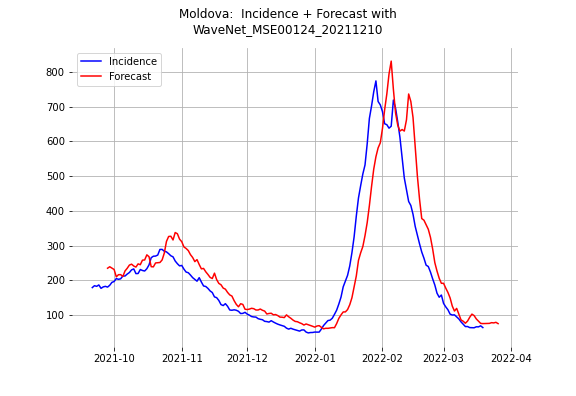 Moldova:  Incidence + Forecast with
WaveNet_MSE00124_20211210
Incidence
Forecast
800
700
600
500
400
300
200
100
2021-10 2021-11 2021-12 2022-01 2022-02 2022-03 2022-04